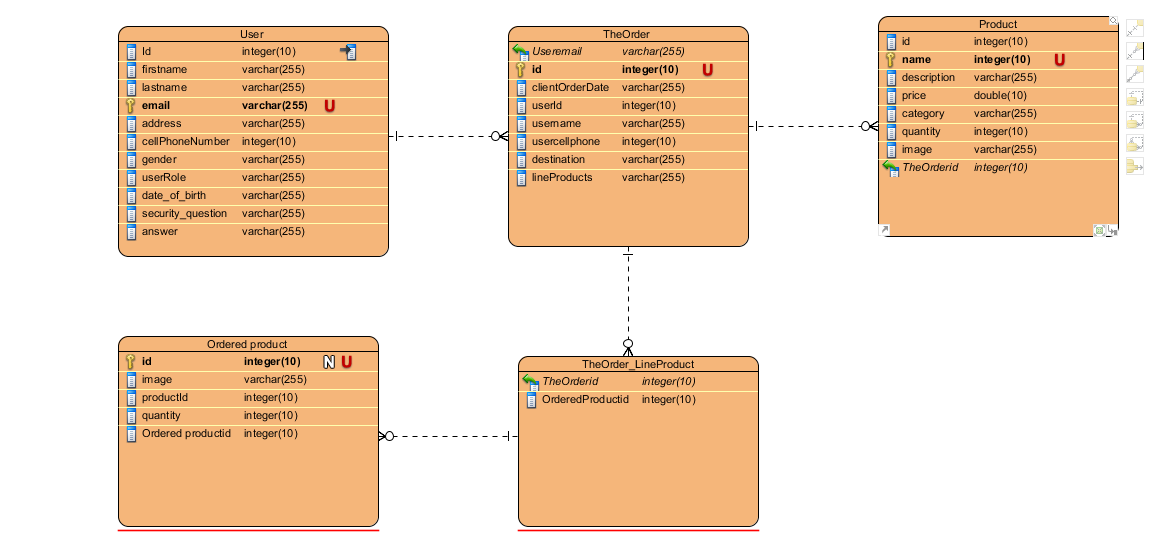 User
Id integer(10)
firstname varchar(255)
lastname varchar(255)
email varchar(255) U
address varchar(255)
cellPhoneNumber integer(10)
gender varchar(255)
userRole varchar(255)
date_of_birth varchar(255)
security_question varchar(255)
answer varchar(255)
TheOrder
Useremail varchar(255)
id integer(10) U
clientOrderDate varchar(255)
userId integer(10)
username varchar(255)
usercellphone integer(10)
destination varchar(255)
lineProducts varchar(255)
Product
id integer(10)
name integer(10) U
description varchar(255)
price double(10)
category varchar(255)
quantity integer(10)
image varchar(255)
TheOrderid integer(10)
Ordered product
id integer(10) N U
image varchar(255)
productId integer(10)
quantity integer(10)
Ordered productid integer(10)
TheOrder_LineProduct
TheOrderid integer(10)
OrderedProductid integer(10)